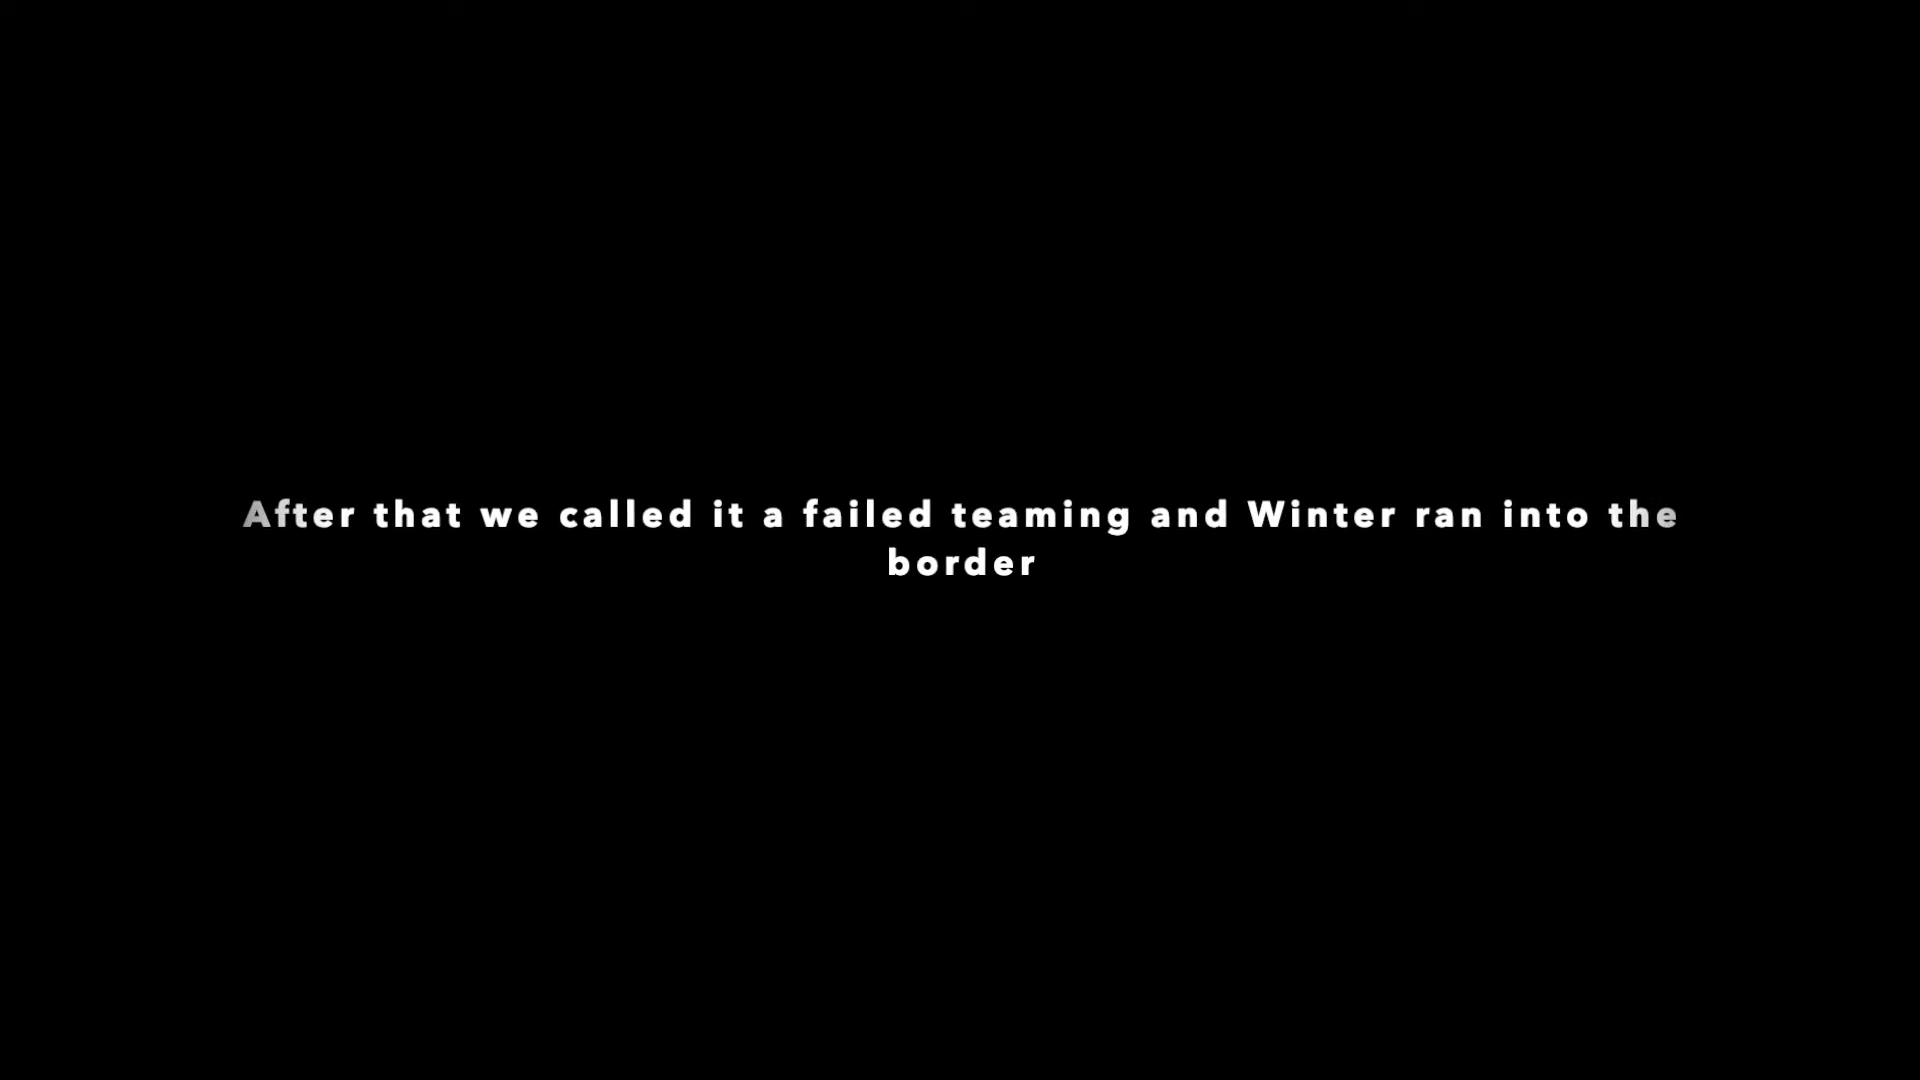 After that we called it a failed teaming and Winter ran into the
border